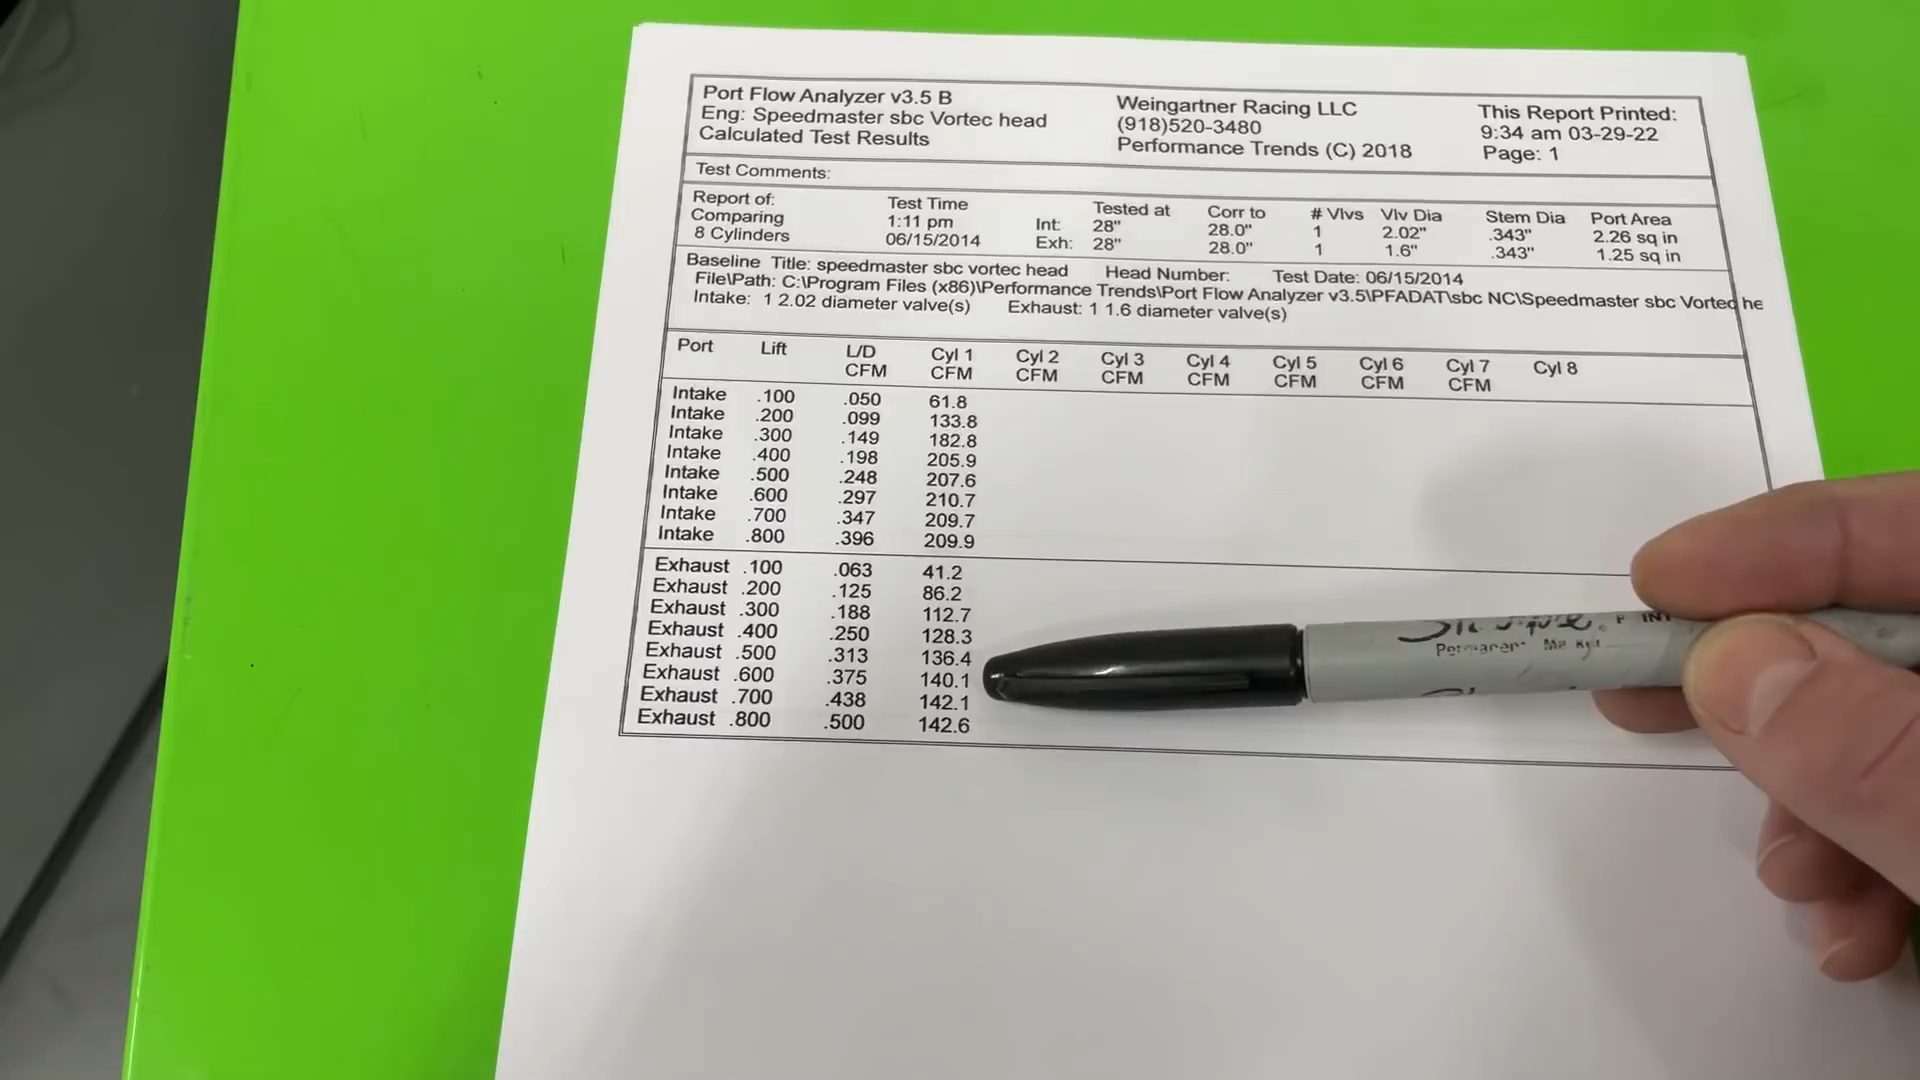 Port Flow Analyzer v3.5 B
Eng: Speedmaster sbc Vortec head
Calculated Test Results
Weingartner Racing LLC
(918)520-3480
Performance Trends (C) 2018
This Report Printed:
9:34 am 03-29-22
Page: 1
Test Comments:
Report of: Test Time Tested at Corr to # Vlvs Vlv Dia Stem Dia Port Area
Comparing 1:11 pm Int: 28" 28.0" 1 2.02" .343" 2.26 sq in
8 Cylinders 06/15/2014 Exh: 28" 28.0" 1 1.6" .343" 1.25 sq in
Baseline Title: speedmaster sbc vortec head Head Number: Test Date: 06/15/2014
File\Path: C:\Program Files (x86)\Performance Trends\Port Flow Analyzer v3.5\PFADAT\sbc NC\Speedmaster sbc Vortec he
Intake: 1 2.02 diameter valve(s) Exhaust: 1 1.6 diameter valve(s)
Port Lift L/D Cyl 1 Cyl 2 Cyl 3 Cyl 4 Cyl 5 Cyl 6 Cyl 7 Cyl 8
CFM CFM CFM CFM CFM CFM CFM CFM
Intake .100 .050 61.8
Intake .200 .099 133.8
Intake .300 .149 182.8
Intake .400 .198 205.9
Intake .500 .248 207.6
Intake .600 .297 210.7
Intake .700 .347 209.7
Intake .800 .396 209.9
Exhaust .100 .063 41.2
Exhaust .200 .125 86.2
Exhaust .300 .188 112.7
Exhaust .400 .250 128.3
Exhaust .500 .313 136.4
Exhaust .600 .375 140.1
Exhaust .700 .438 142.1
Exhaust .800 .500 142.6